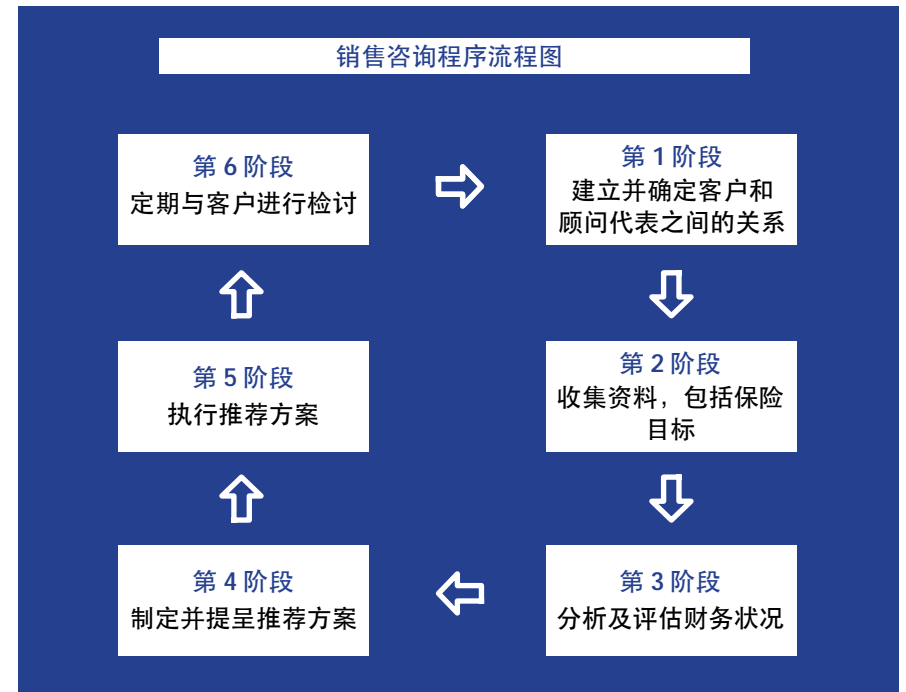 销售咨询程序流程图
第 6 阶段
定期与客户进行检讨
第 1 阶段
建立并确定客户和
顾问代表之间的关系
第 5 阶段
执行推荐方案
第 2 阶段
收集资料，包括保险
目标
第 4 阶段
制定并提呈推荐方案
第 3 阶段
分析及评估财务状况